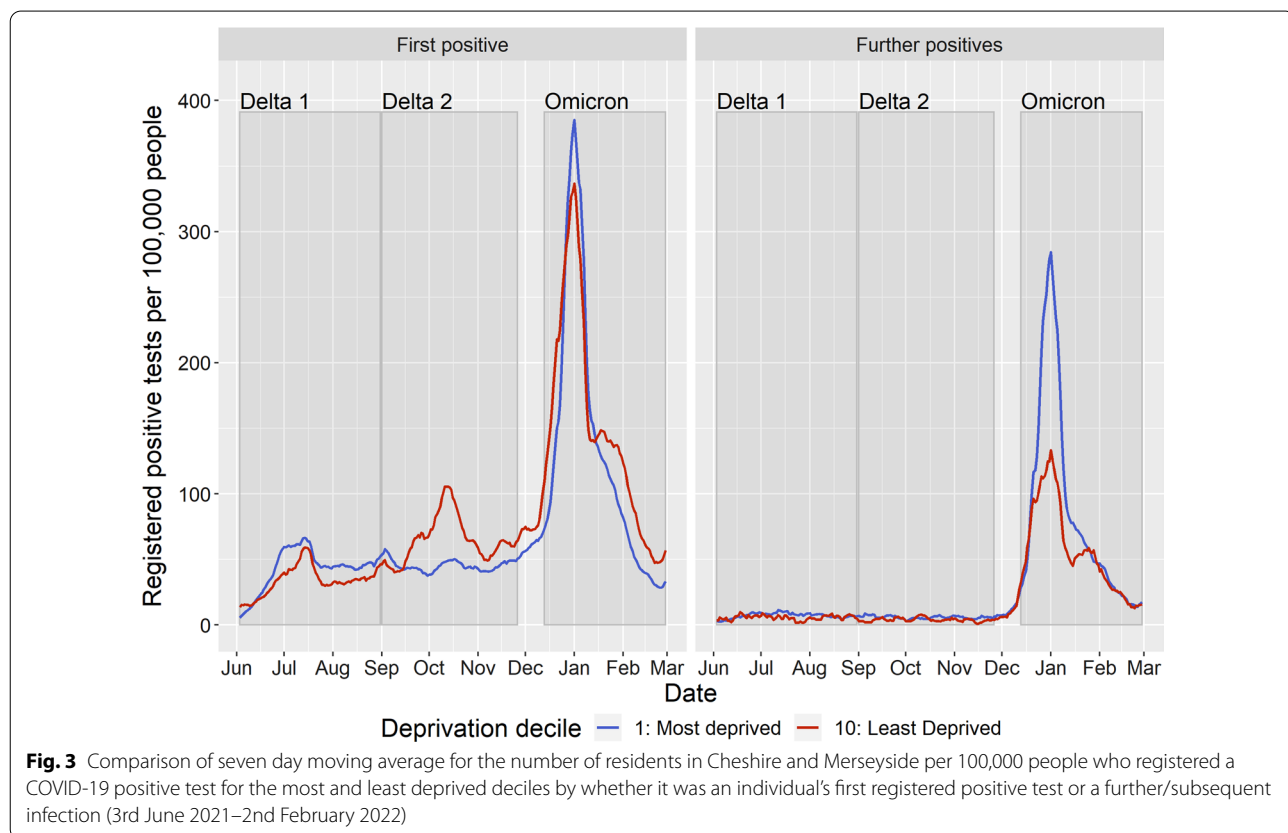 First positive
Further positives
Registered positive tests per 100,000 people
400
300
200
100
0
Delta 1
Delta 2
Omicron
Delta 1
Delta 2
Omicron
Jun Jul Aug Sep Oct Nov Dec Jan Feb Mar
Jun Jul Aug Sep Oct Nov Dec Jan Feb Mar
Date
Deprivation decile 1: Most deprived 10: Least Deprived
Fig. 3 Comparison of seven day moving average for the number of residents in Cheshire and Merseyside per 100,000 people who registered a
COVID-19 positive test for the most and least deprived deciles by whether it was an individual's first registered positive test or a further/subsequent
infection (3rd June 2021–2nd February 2022)